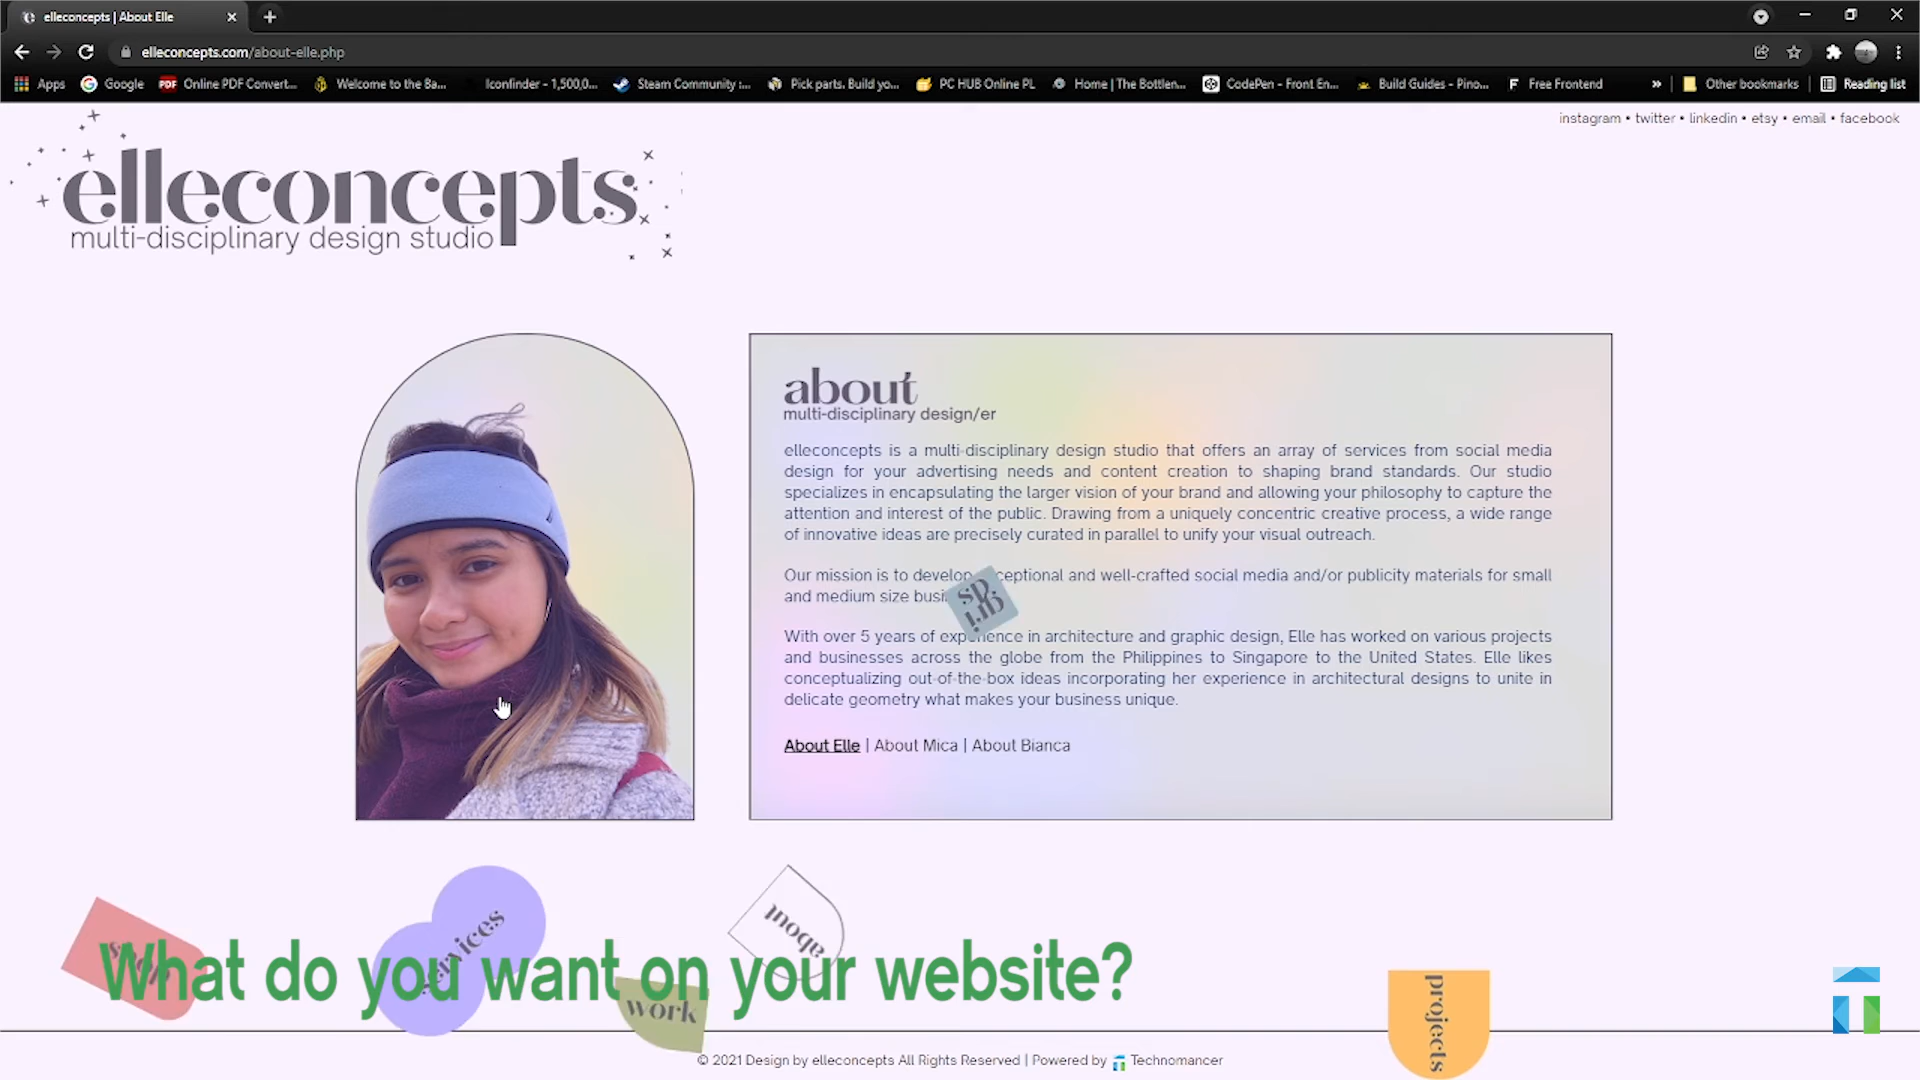 elleconcepts | About Elle
elleconcepts.com/about-elle.php
Apps Google Online PDF Convert... Welcome to the Ba... Iconfinder - 1,500,0... Steam Community :... Pick parts. Build yo... PC HUB Online PL Home | The Bottlen... CodePen - Front En... Build Guides - Pino... Free Frontend » Other bookmarks Reading list
instagram • twitter • linkedin • etsy • email • facebook
elleconcepts
multi-disciplinary design studio
about
multi-disciplinary design/er
elleconcepts is a multi-disciplinary design studio that offers an array of services from social media
design for your advertising needs and content creation to shaping brand standards. Our studio
specializes in encapsulating the larger vision of your brand and allowing your philosophy to capture the
attention and interest of the public. Drawing from a uniquely concentric creative process, a wide range
of innovative ideas are precisely curated in parallel to unify your visual outreach.
Our mission is to develop ceptional and well-crafted social media and/or publicity materials for small
and medium size busi
With over 5 years of experience in architecture and graphic design, Elle has worked on various projects
and businesses across the globe from the Philippines to Singapore to the United States. Elle likes
conceptualizing out-of-the-box ideas incorporating her experience in architectural designs to unite in
delicate geometry what makes your business unique.
About Elle | About Mica | About Bianca
services
about
work
projects
What do you want on your website?
© 2021 Design by elleconcepts All Rights Reserved | Powered by Technomancer